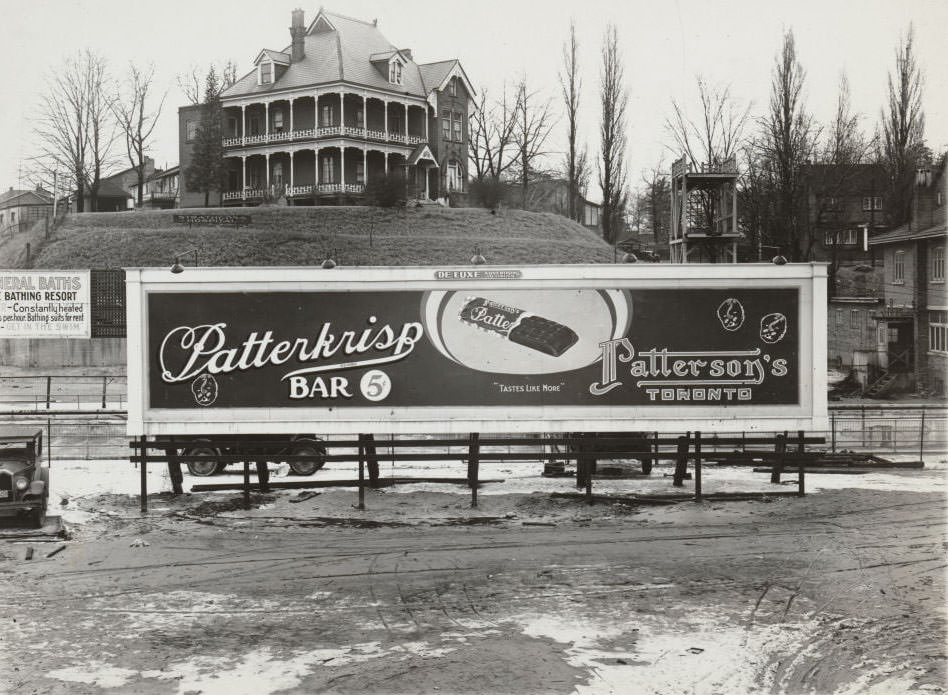 NERAL BATHS
BATHING RESORT
- Constantly heated
per hour. Bathing suits for rent
GET IN THE SWIM
DE LUXE
Patterkrisp
BAR 5¢
Patte
"TASTES LIKE MORE"
Patterson's
TORONTO